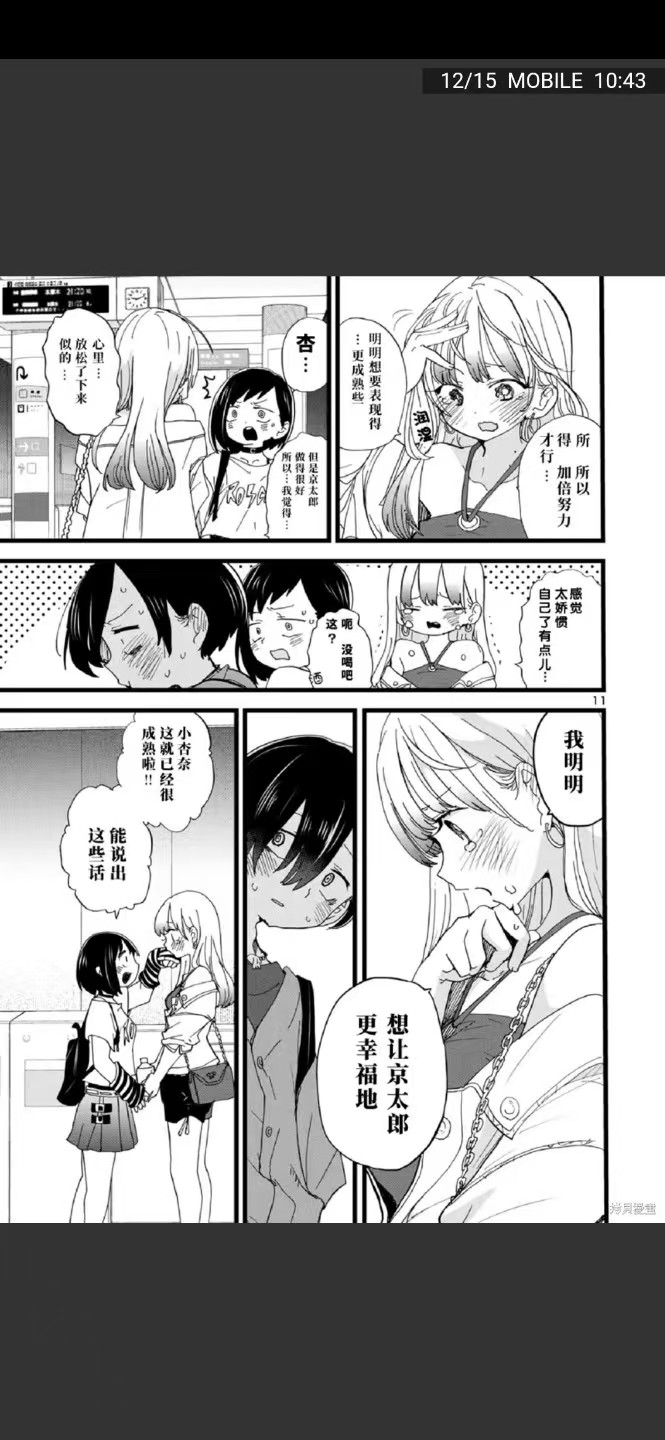 12/15 MOBILE 10:43
明明想要表现得
…更成熟些
所 所以
得 加倍努力
才行…
润湿
杏…
但是京太郎
做得很好
所以…我觉得…
心里…
放松了下来
似的…
感觉
太娇惯
自己了有点儿…
呃 没喝吧
这?
11
我明明
想让京太郎
更幸福地
小杏奈
这就已经很
成熟啦!!
能说出
这些话
拷貝漫畫